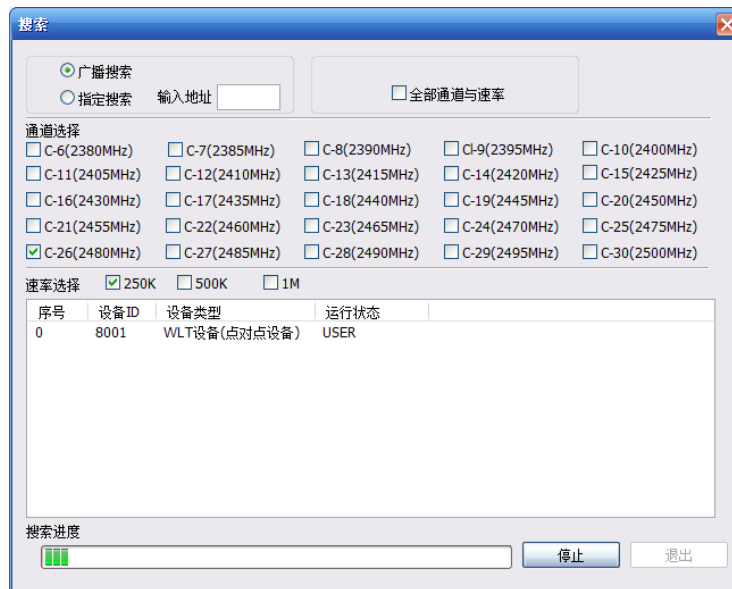 搜索
广播搜索
指定搜索 输入地址
全部通道与速率
通道选择
C-6(2380MHz) C-7(2385MHz) C-8(2390MHz) Cl-9(2395MHz) C-10(2400MHz)
C-11(2405MHz) C-12(2410MHz) C-13(2415MHz) C-14(2420MHz) C-15(2425MHz)
C-16(2430MHz) C-17(2435MHz) C-18(2440MHz) C-19(2445MHz) C-20(2450MHz)
C-21(2455MHz) C-22(2460MHz) C-23(2465MHz) C-24(2470MHz) C-25(2475MHz)
C-26(2480MHz) C-27(2485MHz) C-28(2490MHz) C-29(2495MHz) C-30(2500MHz)
速率选择 250K 500K 1M
序号 设备ID 设备类型 运行状态
0 8001 WLT设备(点对点设备) USER
搜索进度
停止 退出